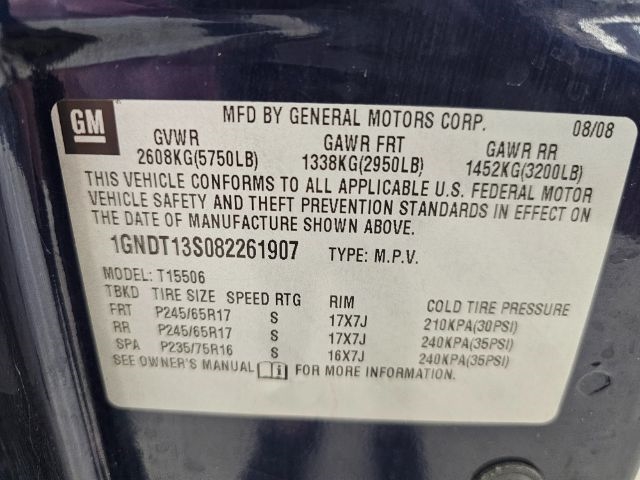 GM
MFD BY GENERAL MOTORS CORP. 08/08
GVWR GAWR FRT GAWR RR
2608KG(5750LB) 1338KG(2950LB) 1452KG(3200LB)
THIS VEHICLE CONFORMS TO ALL APPLICABLE U.S. FEDERAL MOTOR
VEHICLE SAFETY AND THEFT PREVENTION STANDARDS IN EFFECT ON
THE DATE OF MANUFACTURE SHOWN ABOVE.
1GNDT13S082261907 TYPE: M.P.V.
MODEL: T15506
TBKD TIRE SIZE SPEED RTG RIM COLD TIRE PRESSURE
FRT P245/65R17 S 17X7J 210KPA(30PSI)
RR P245/65R17 S 17X7J 240KPA(35PSI)
SPA P235/75R16 S 16X7J 240KPA(35PSI)
SEE OWNER'S MANUAL FOR MORE INFORMATION.